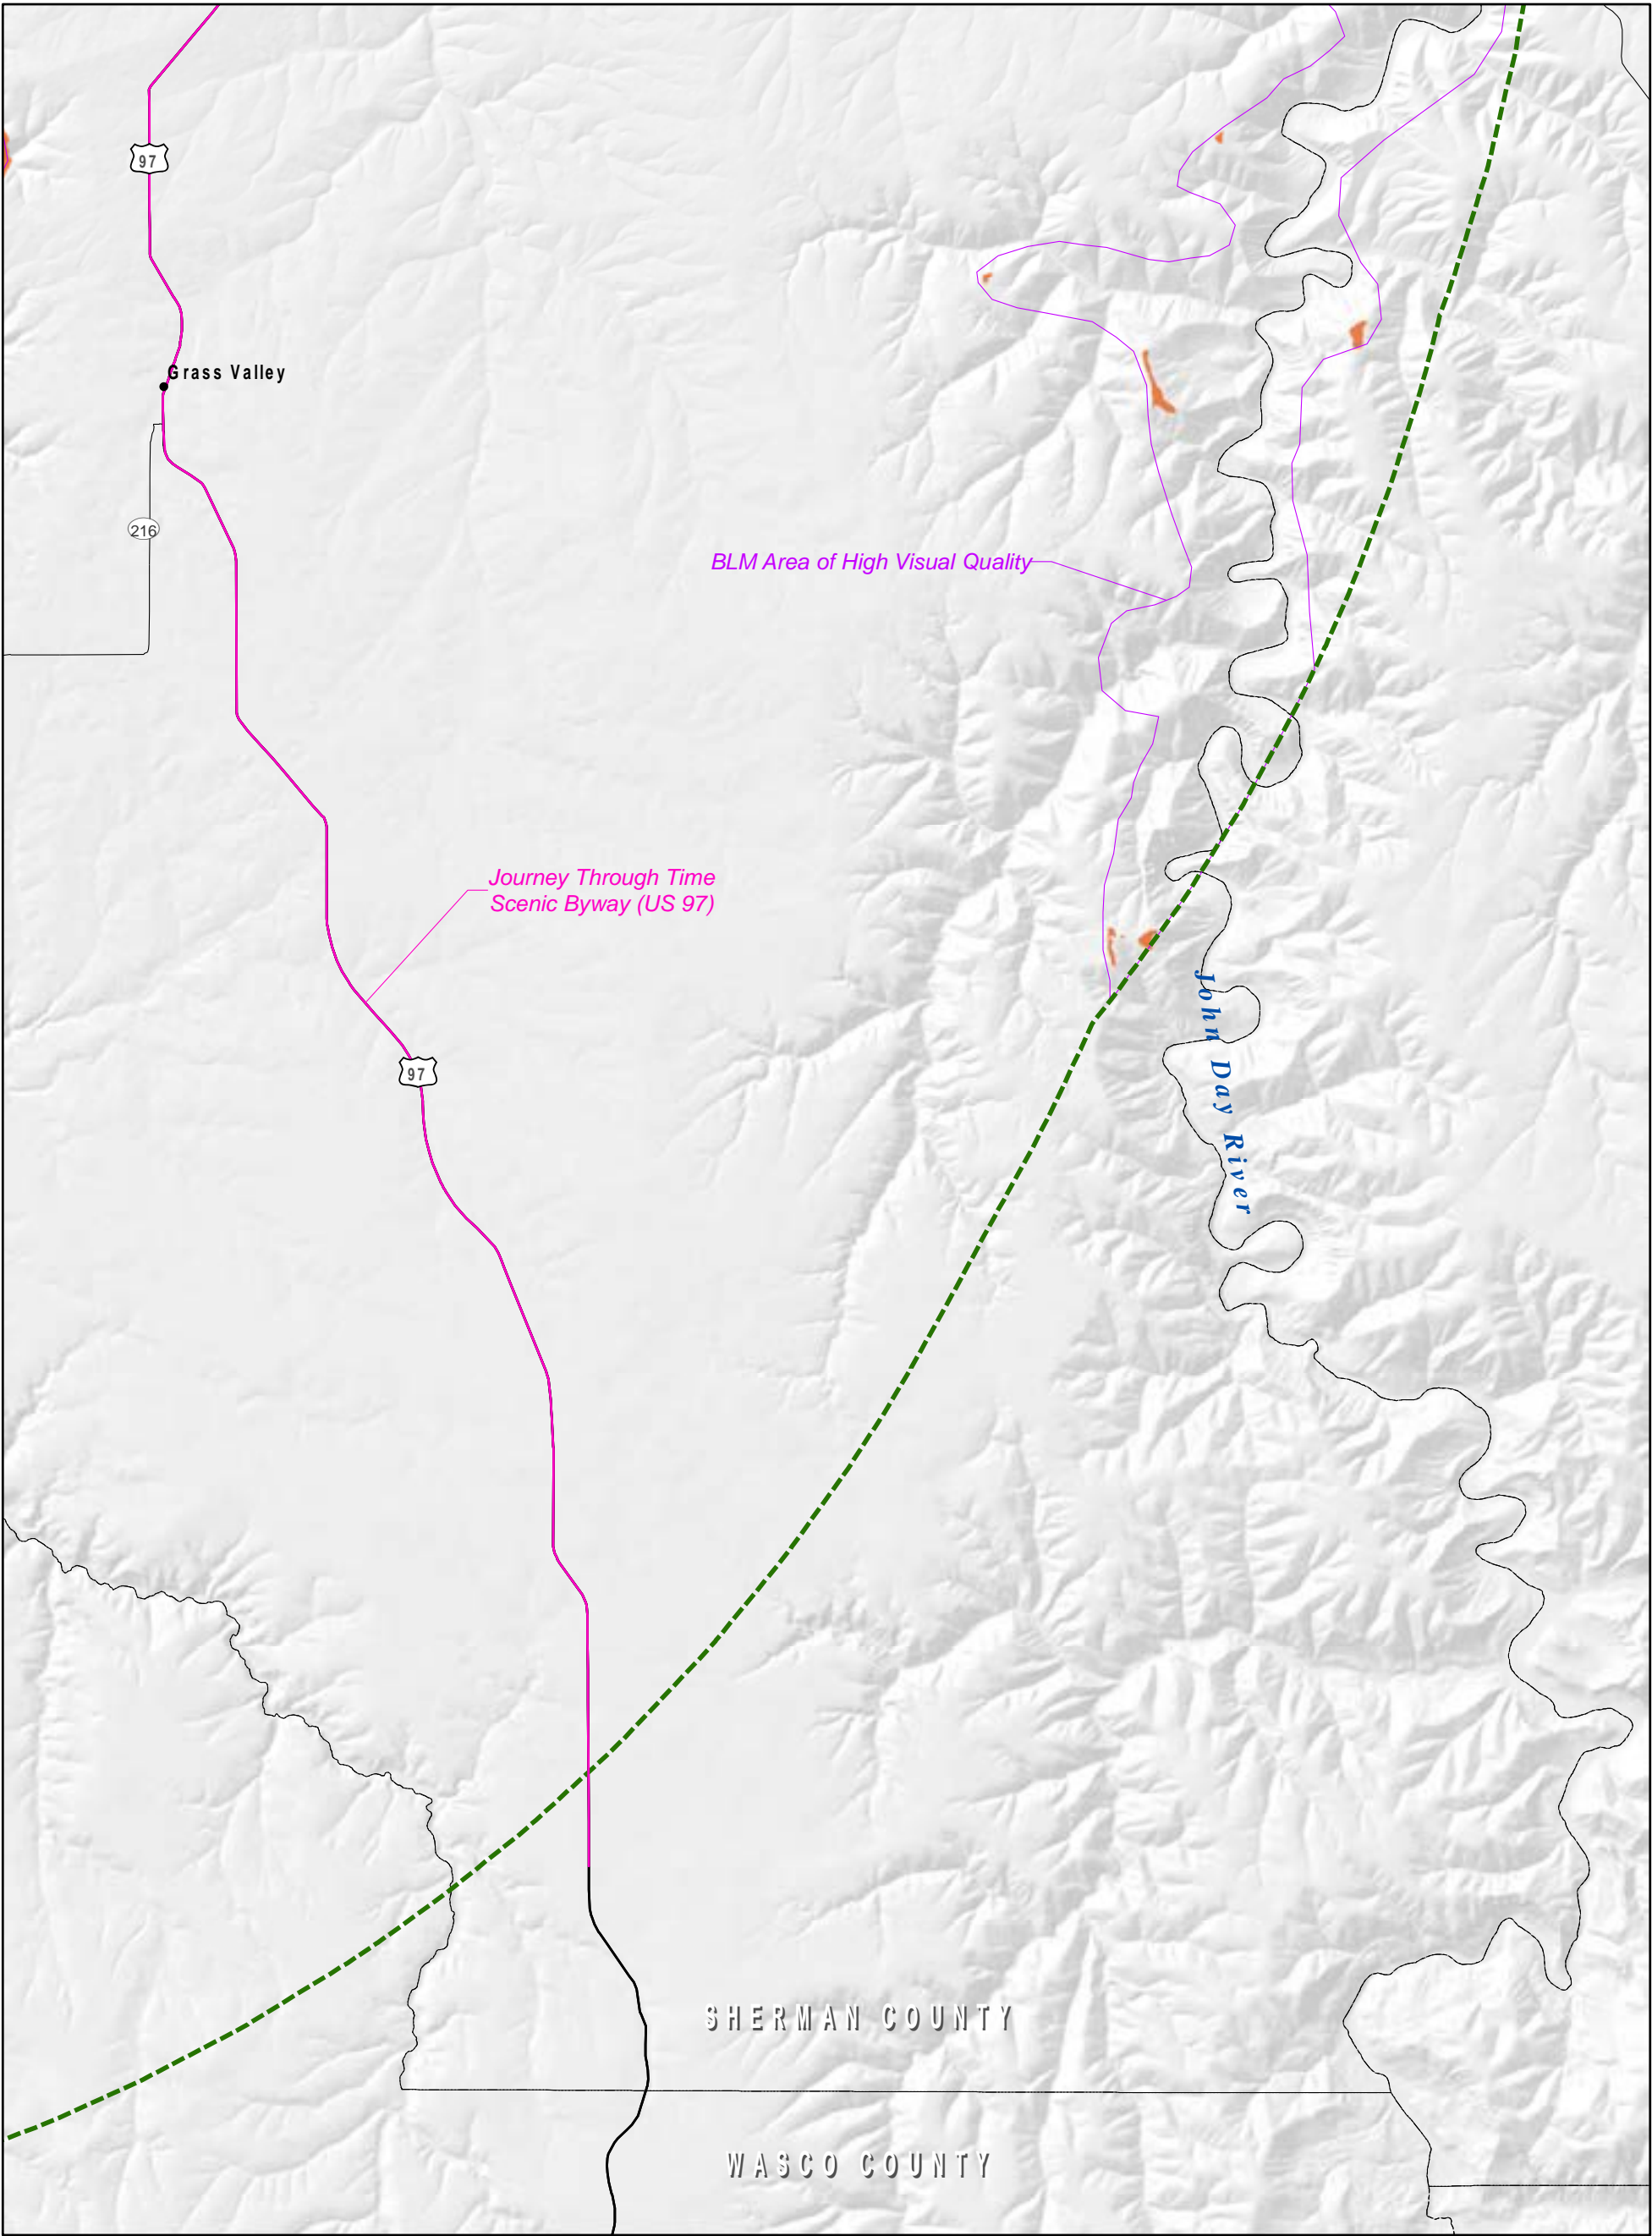 97
Grass Valley
216
BLM Area of High Visual Quality
Journey Through Time
Scenic Byway (US 97)
John Day River
97
SHERMAN COUNTY
WASCO COUNTY